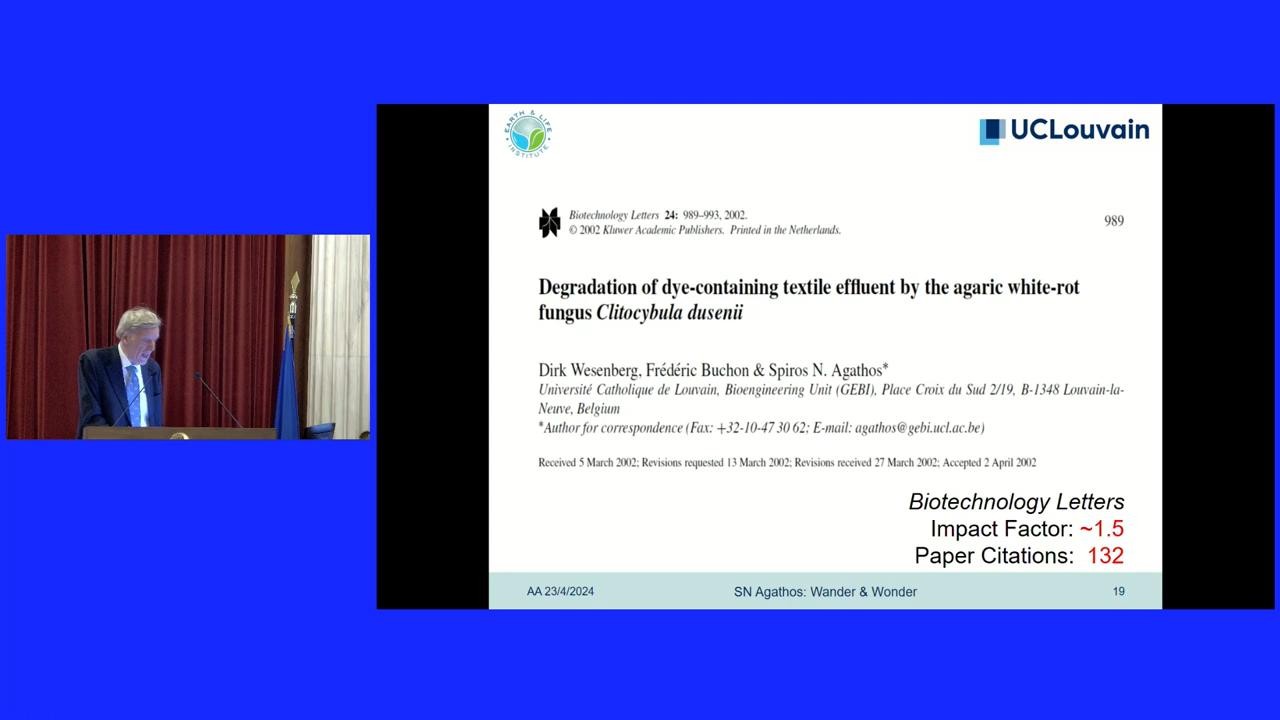 EARTH & LIFE
INSTITUTE
UCLouvain
Biotechnology Letters 24: 989–993, 2002.
© 2002 Kluwer Academic Publishers. Printed in the Netherlands.
989
Degradation of dye-containing textile effluent by the agaric white-rot
fungus Clitocybula dusenii
Dirk Wesenberg, Frédéric Buchon & Spiros N. Agathos*
Université Catholique de Louvain, Bioengineering Unit (GEBI), Place Croix du Sud 2/19, B-1348 Louvain-la-
Neuve, Belgium
*Author for correspondence (Fax: +32-10-47 30 62; E-mail: agathos@gebi.ucl.ac.be)
Received 5 March 2002; Revisions requested 13 March 2002; Revisions received 27 March 2002; Accepted 2 April 2002
Biotechnology Letters
Impact Factor: ~1.5
Paper Citations: 132
AA 23/4/2024
SN Agathos: Wander & Wonder
19